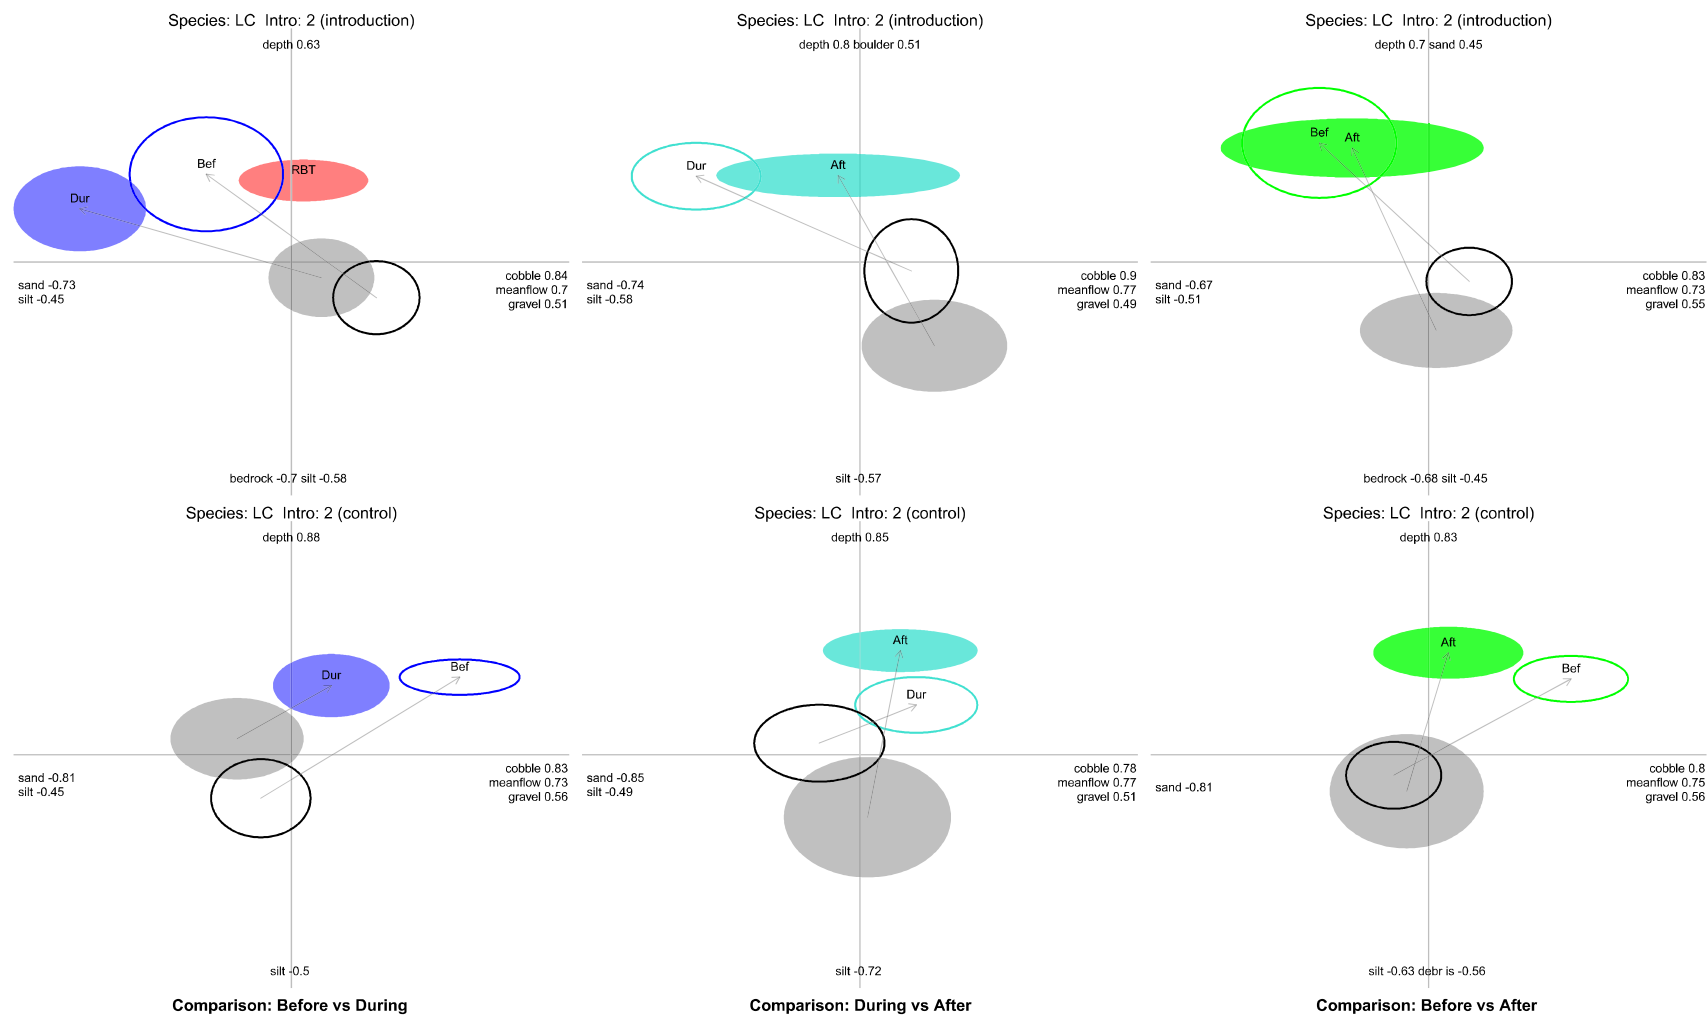 Species: LC  Intro: 2 (introduction)
depth 0.63
Bef
RBT
Dur
sand -0.73
silt -0.45
cobble 0.84
meanflow 0.7
gravel 0.51
bedrock -0.7 silt -0.58
Species: LC  Intro: 2 (introduction)
depth 0.8 boulder 0.51
Dur
Aft
sand -0.74
silt -0.58
cobble 0.9
meanflow 0.77
gravel 0.49
silt -0.57
Species: LC  Intro: 2 (introduction)
depth 0.7 sand 0.45
Bef
Aft
sand -0.67
silt -0.51
cobble 0.83
meanflow 0.73
gravel 0.55
bedrock -0.68 silt -0.45
Species: LC  Intro: 2 (control)
depth 0.88
Dur
Bef
sand -0.81
silt -0.45
cobble 0.83
meanflow 0.73
gravel 0.56
silt -0.5
Comparison: Before vs During
Species: LC  Intro: 2 (control)
depth 0.85
Aft
Dur
sand -0.85
silt -0.49
cobble 0.78
meanflow 0.77
gravel 0.51
silt -0.72
Comparison: During vs After
Species: LC  Intro: 2 (control)
depth 0.83
Aft
Bef
sand -0.81
cobble 0.8
meanflow 0.75
gravel 0.56
silt -0.63 debr is -0.56
Comparison: Before vs After